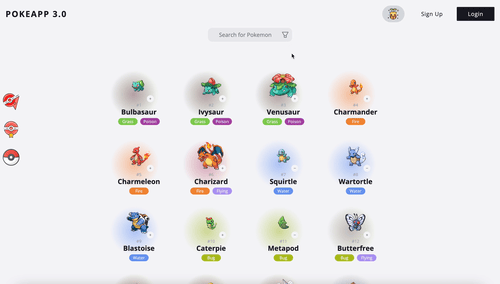 POKEAPP 3.0
Sign Up
Login
Search for Pokemon
Bulbasaur
Ivysaur
Venusaur
Charmander
Grass Poison
Grass Poison
Grass Poison
Fire
Charmeleon
Charizard
Squirtle
Wartortle
Fire
Fire Flying
Water
Water
Blastoise
Caterpie
Metapod
Butterfree
Water
Bug
Bug
Bug Flying